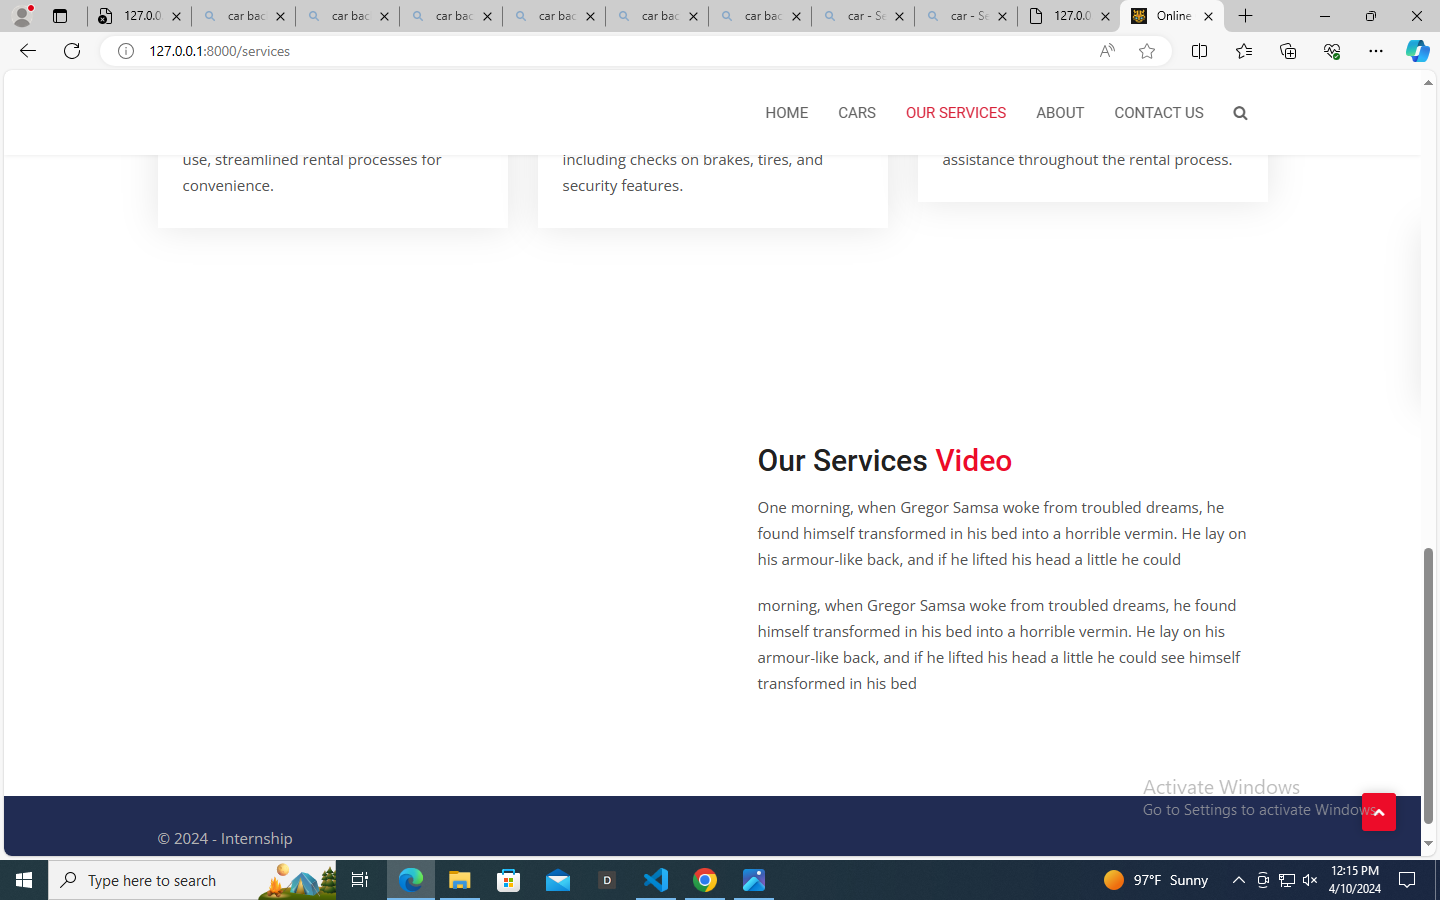 127.0.0
car bac
car bac
car bac
car bac
car bac
car bac
car - Se
car - Se
127.0.0
Online
127.0.0.1:8000/services
HOME
CARS
OUR SERVICES
ABOUT
CONTACT US
use, streamlined rental processes for
convenience.
including checks on brakes, tires, and
security features.
assistance throughout the rental process.
Our Services Video
One morning, when Gregor Samsa woke from troubled dreams, he
found himself transformed in his bed into a horrible vermin. He lay on
his armour-like back, and if he lifted his head a little he could
morning, when Gregor Samsa woke from troubled dreams, he found
himself transformed in his bed into a horrible vermin. He lay on his
armour-like back, and if he lifted his head a little he could see himself
transformed in his bed
Activate Windows
Go to Settings to activate Windows.
© 2024 - Internship
Type here to search
D
97°F Sunny
12:15 PM
4/10/2024